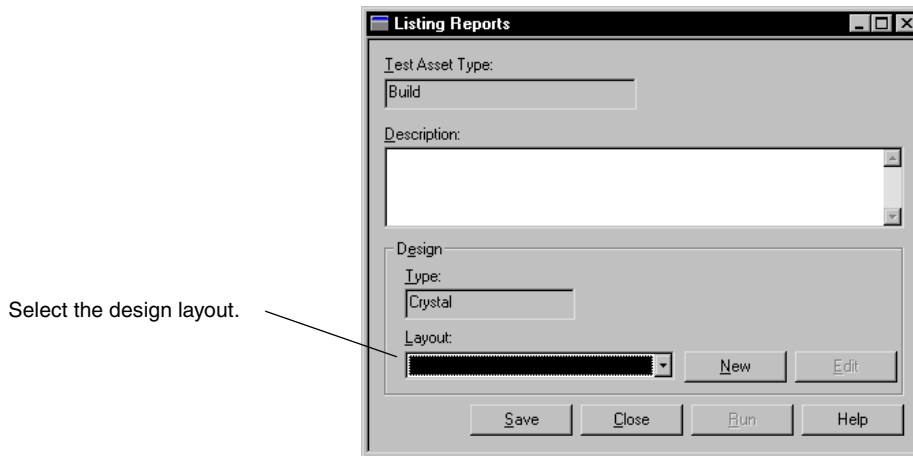 Listing Reports
Test Asset Type:
Build
Description:
Design
Type:
Crystal
Select the design layout.
Layout:
New Edit
Save Close Run Help